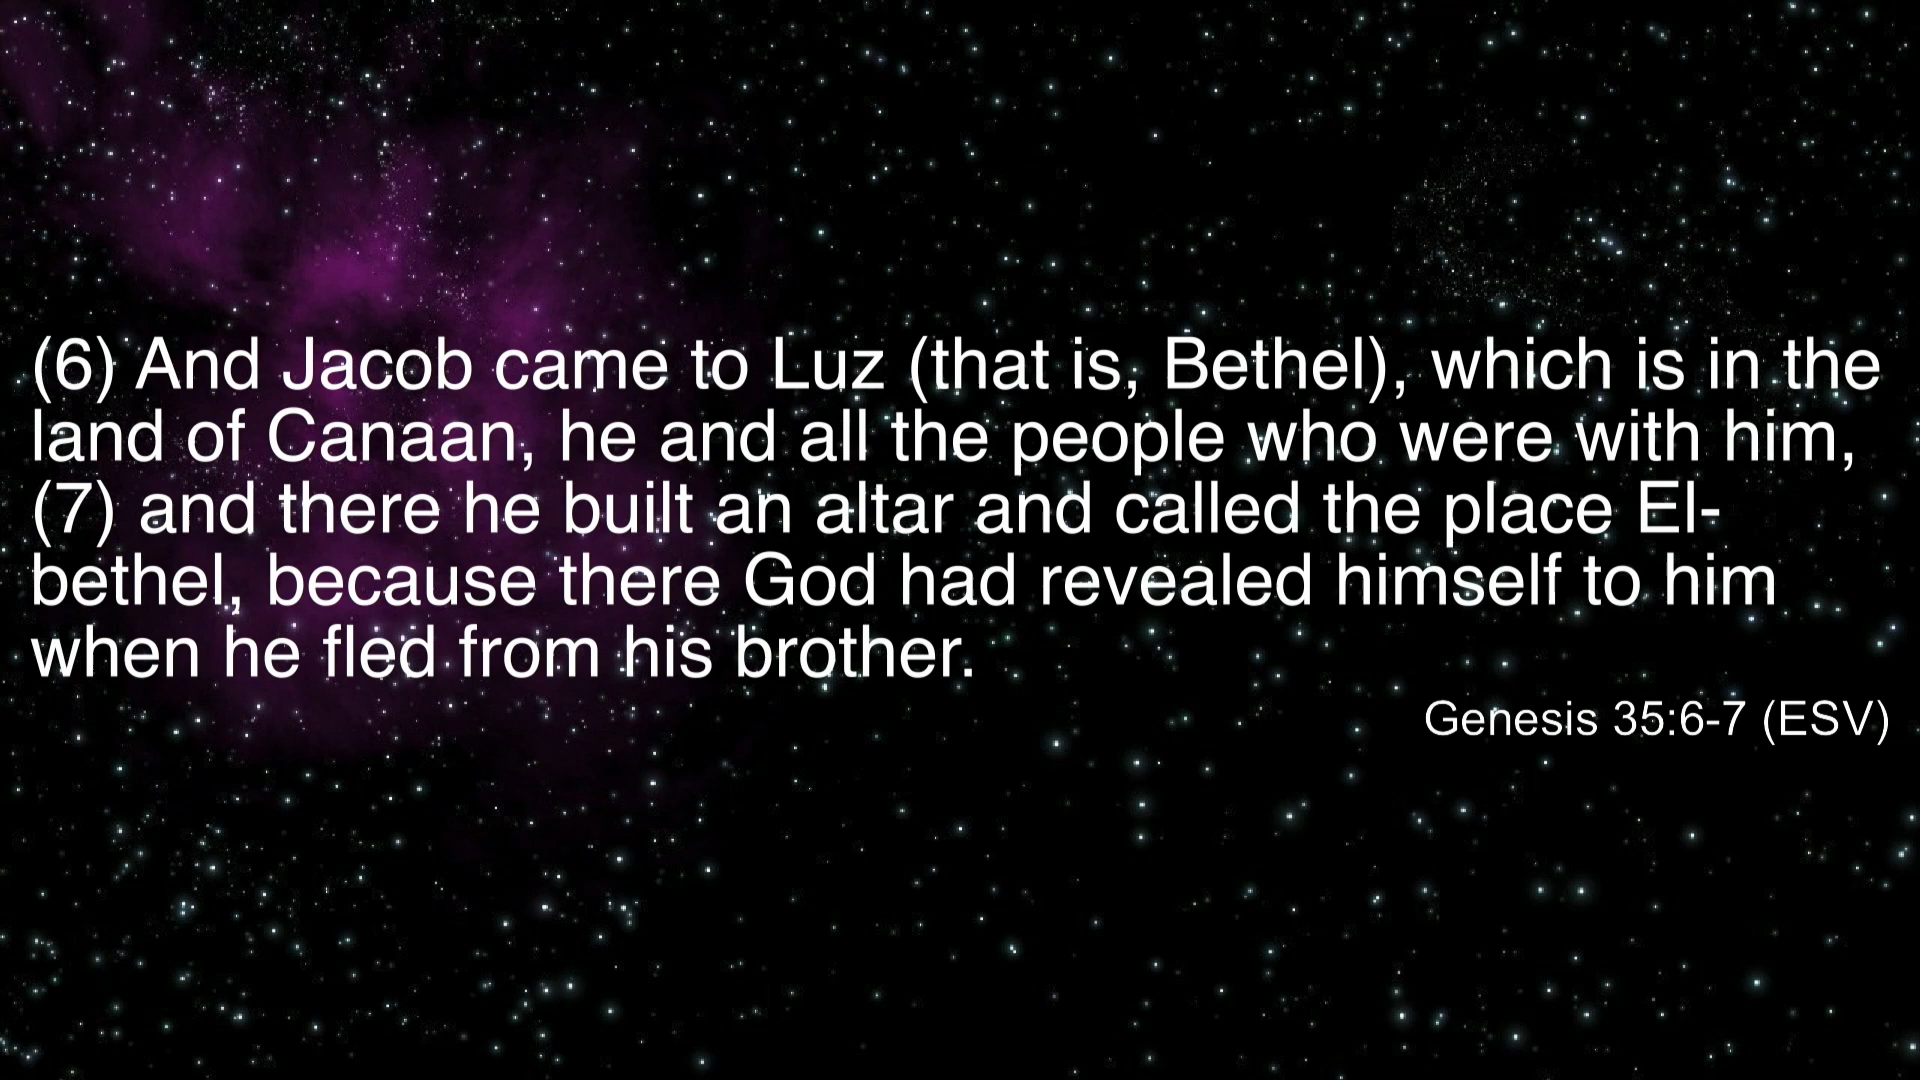 (6) And Jacob came to Luz (that is, Bethel), which is in the
land of Canaan, he and all the people who were with him,
(7) and there he built an altar and called the place El-
bethel, because there God had revealed himself to him
when he fled from his brother.
Genesis 35:6-7 (ESV)